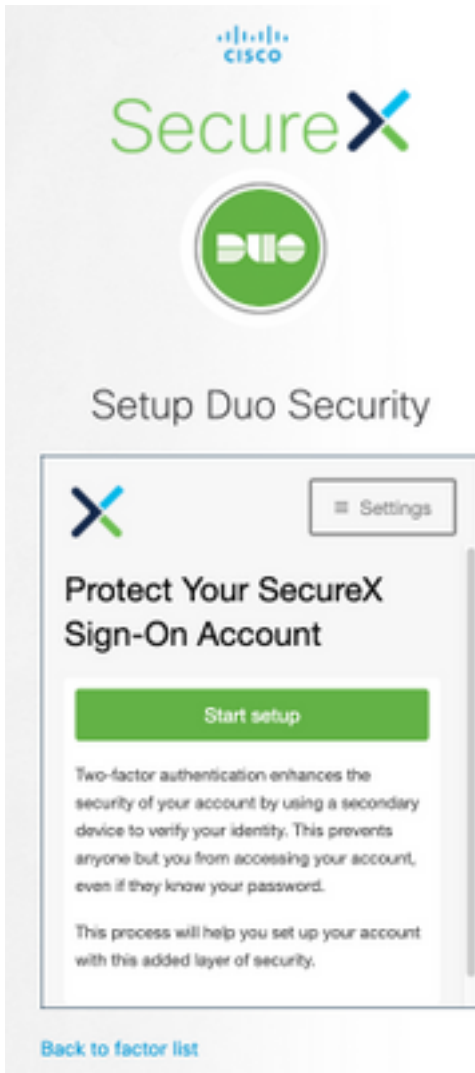 CISCO
SecureX
DUO
Setup Duo Security
≡ Settings
Protect Your SecureX
Sign-On Account
Start setup
Two-factor authentication enhances the
security of your account by using a secondary
device to verify your identity. This prevents
anyone but you from accessing your account,
even if they know your password.
This process will help you set up your account
with this added layer of security.
Back to factor list